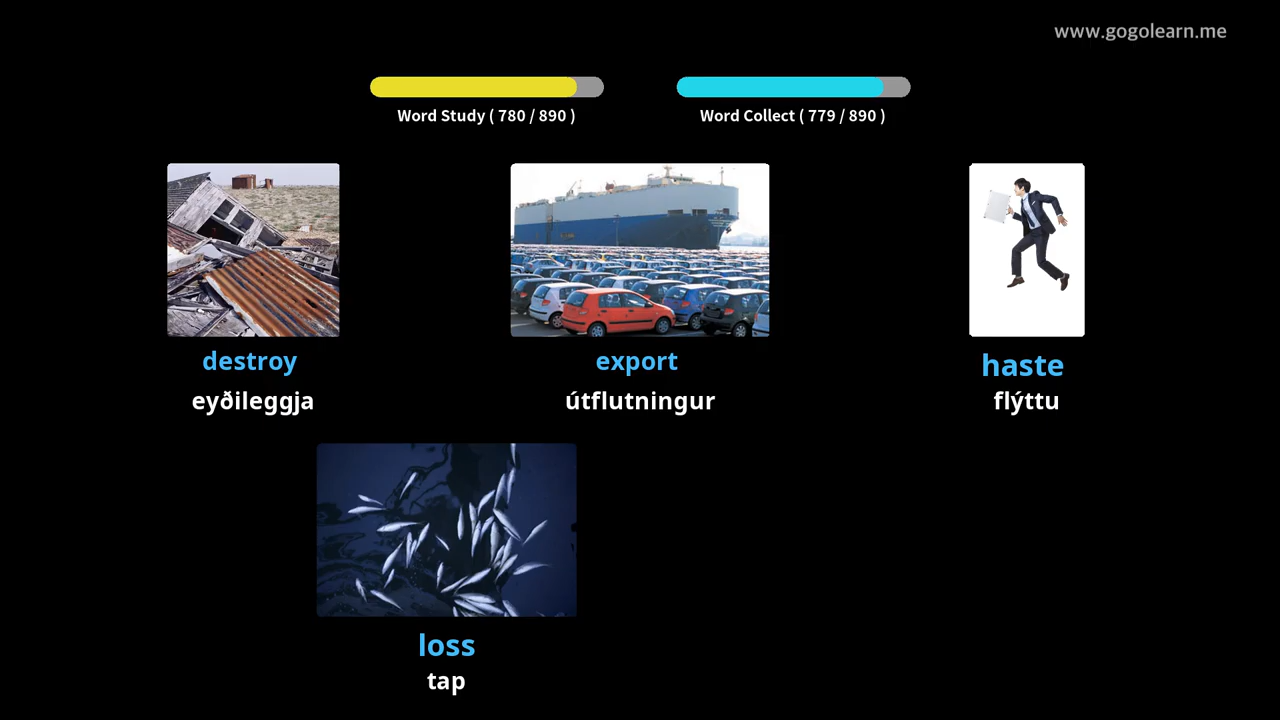 www.gogolearn.me
Word Study ( 780 / 890 )
Word Collect ( 779 / 890 )
destroy
eyðileggja
export
útflutningur
haste
flýttu
loss
tap